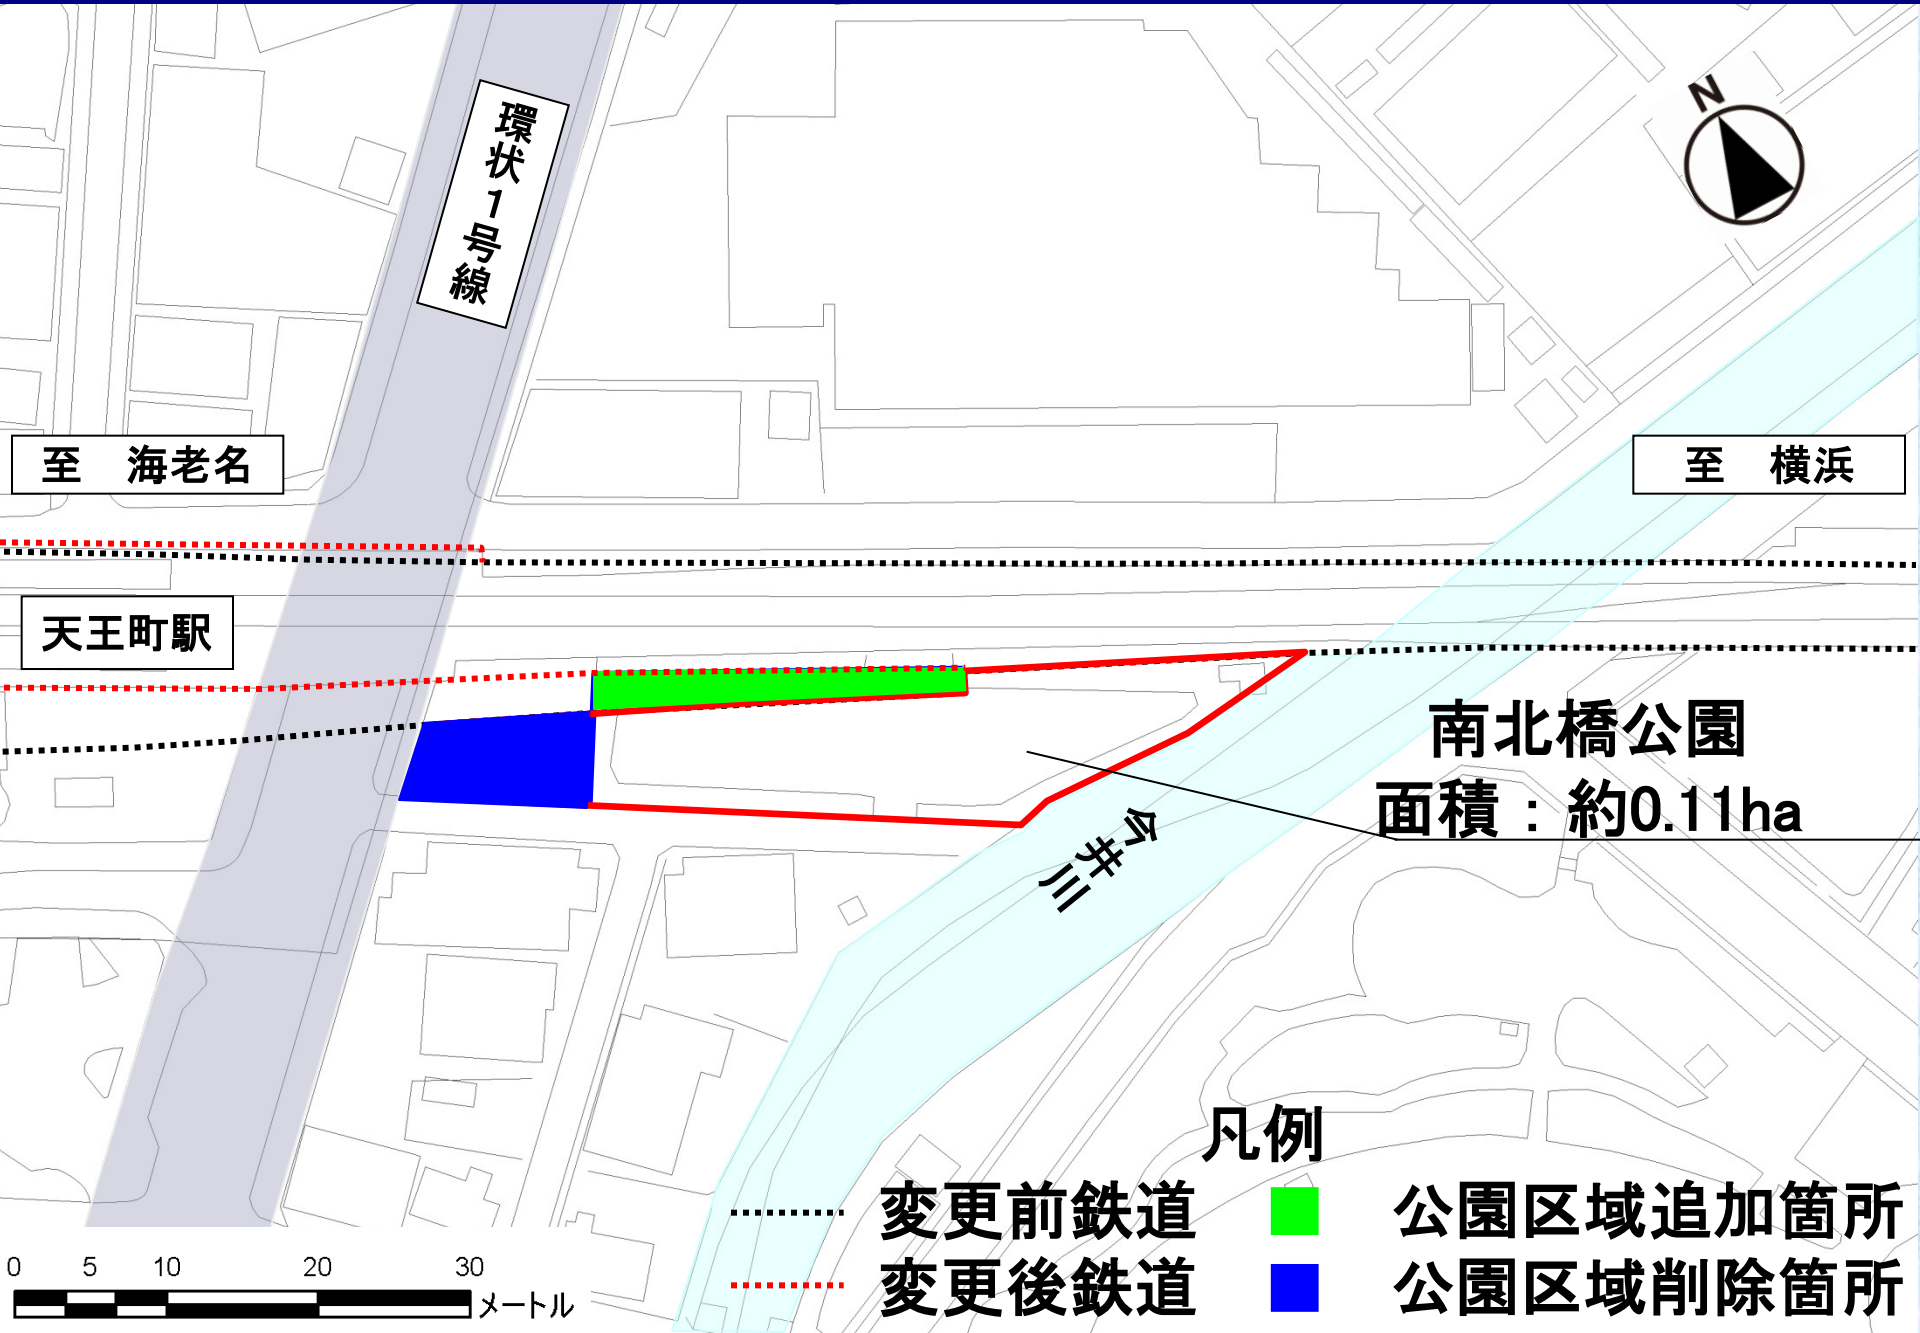 環状1号線
N
至　海老名
至　横浜
天王町駅
南北橋公園
面積：約0.11ha
今井川
凡例
変更前鉄道
公園区域追加箇所
変更後鉄道
公園区域削除箇所
0 5 10 20 30
メートル